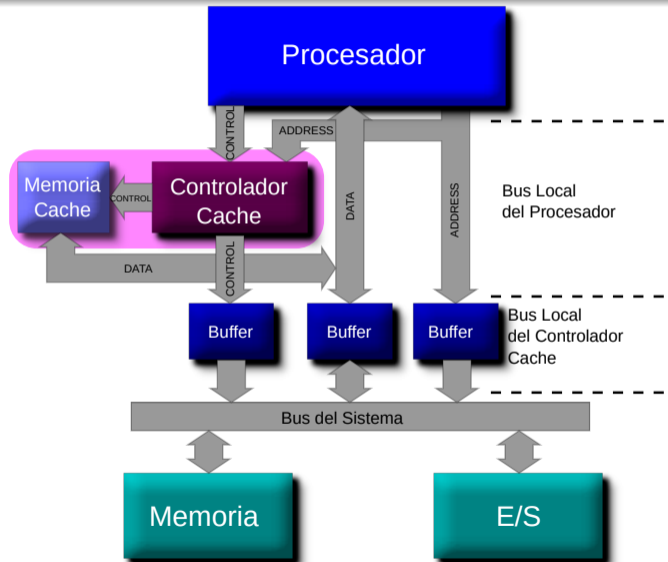 Procesador
CONTROL
ADDRESS
Memoria
Cache
CONTROL
Controlador
Cache
DATA
ADDRESS
Bus Local
del Procesador
DATA
CONTROL
Buffer
Buffer
Buffer
Bus Local
del Controlador
Cache
Bus del Sistema
Memoria
E/S